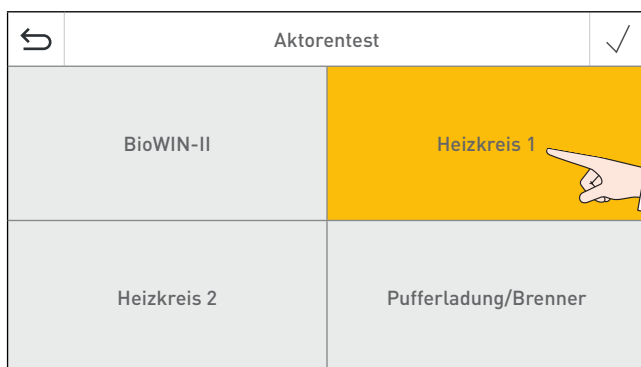 Aktorentest
BioWIN-II
Heizkreis 1
Heizkreis 2
Pufferladung/Brenner